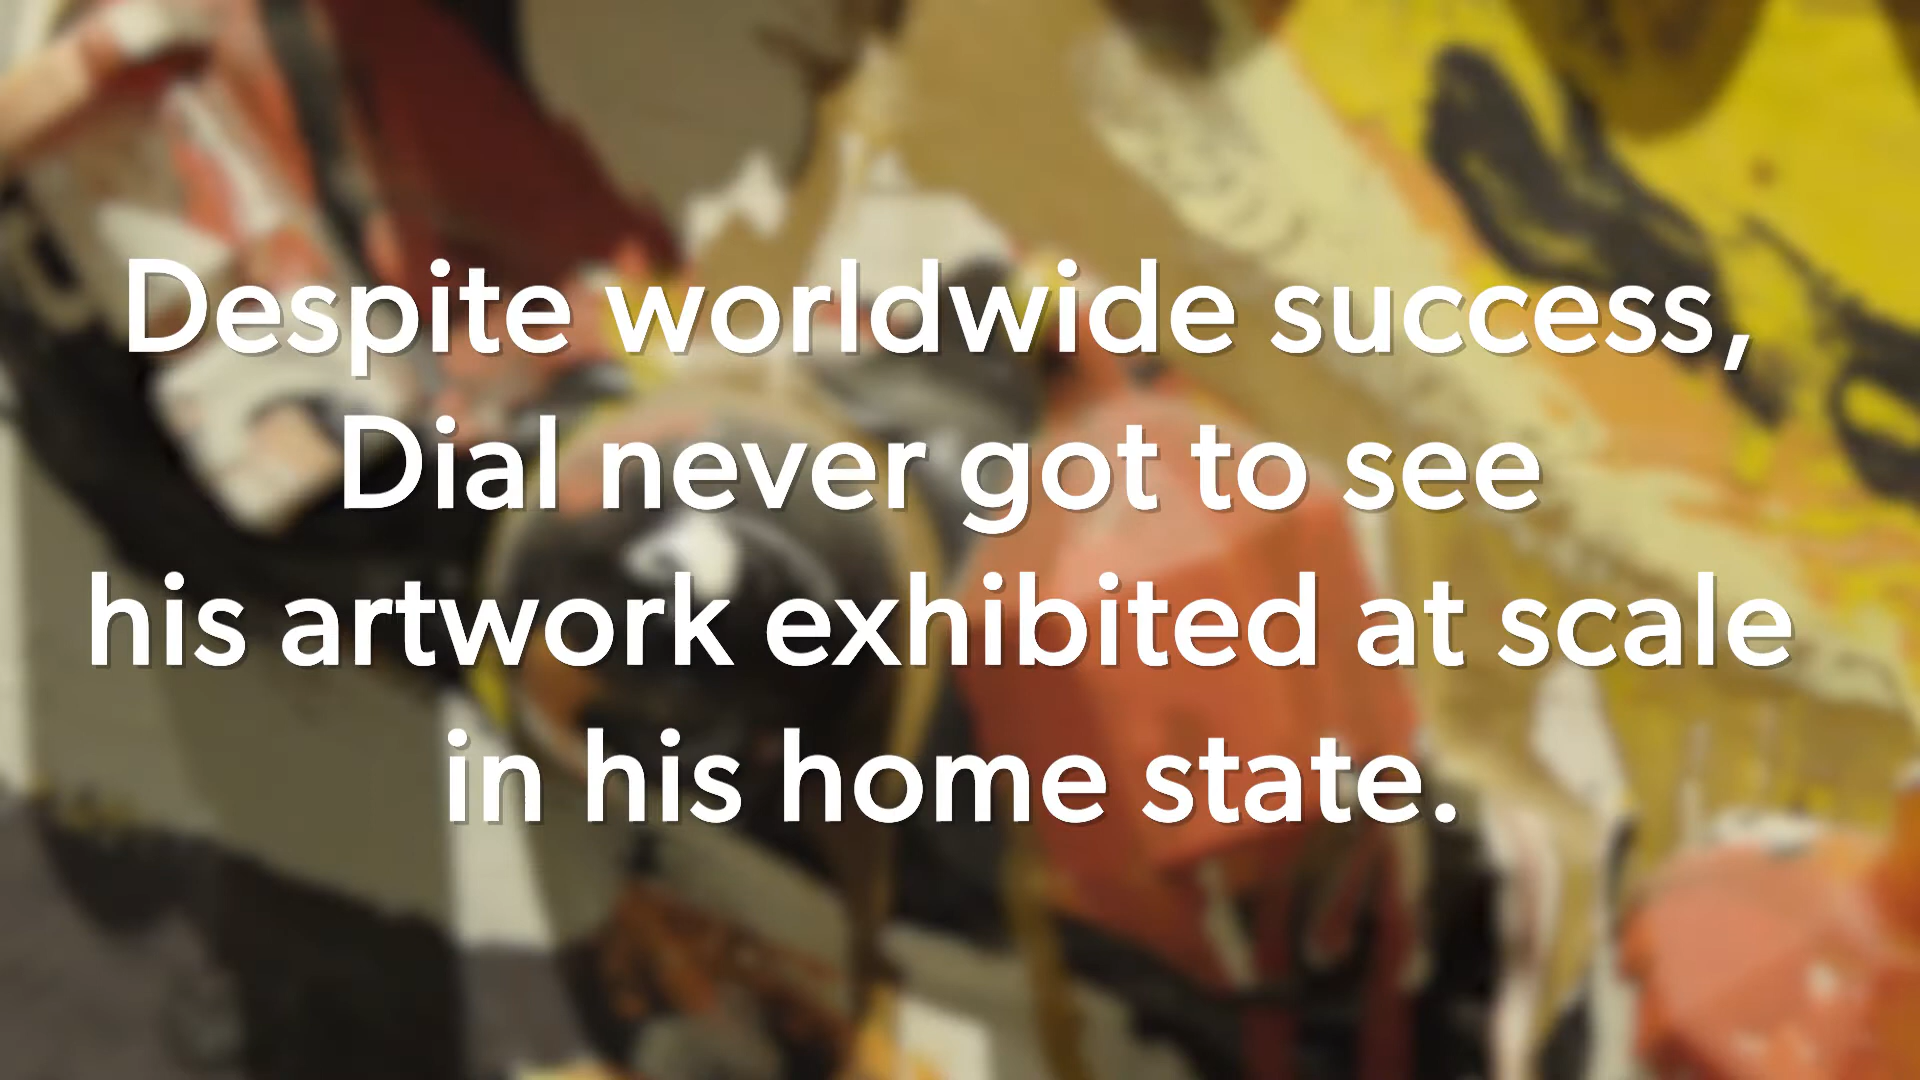 Despite worldwide success,
Dial never got to see
his artwork exhibited at scale
in his home state.